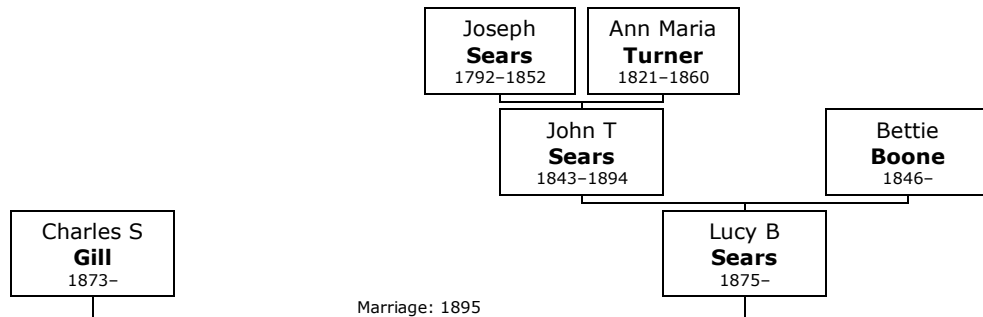 Joseph
Sears
1792–1852
Ann Maria
Turner
1821–1860
John T
Sears
1843–1894
Bettie
Boone
1846–
Charles S
Gill
1873–
Lucy B
Sears
1875–
Marriage: 1895